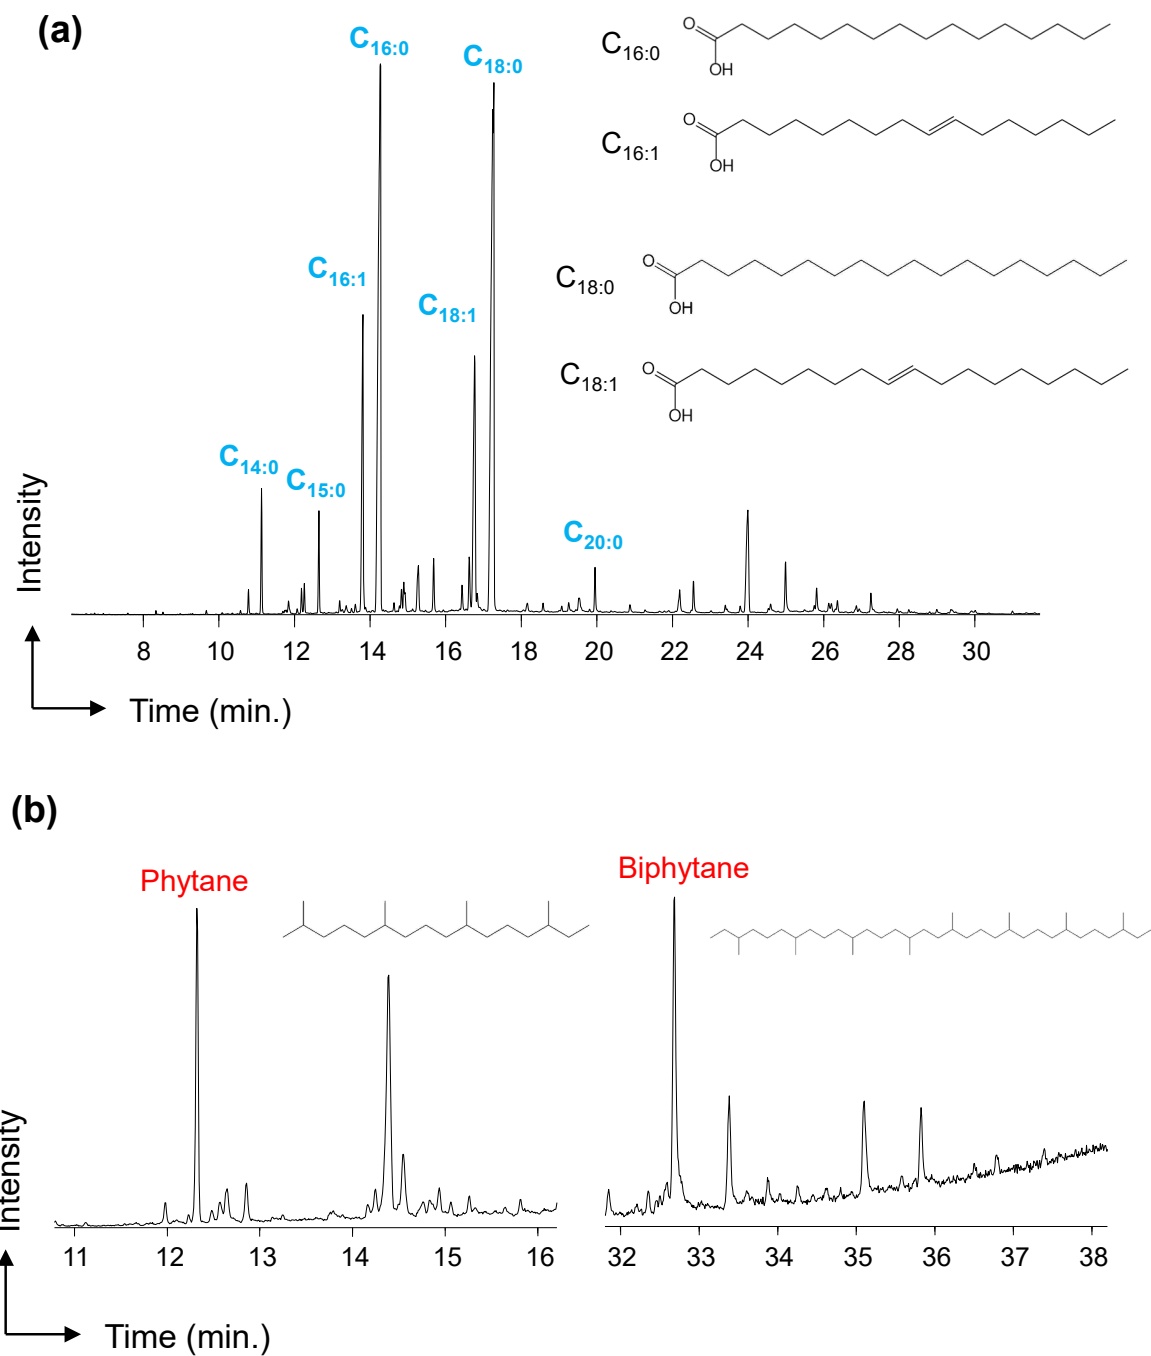 (a)
C16:0
C18:0
C16:1
C18:1
C14:0
C15:0
C20:0
C16:0
O
OH
C16:1
O
OH
C18:0
O
OH
C18:1
O
OH
Intensity
8 10 12 14 16 18 20 22 24 26 28 30
Time (min.)
(b)
Phytane
Biphytane
Intensity
11 12 13 14 15 16
32 33 34 35 36 37 38
Time (min.)